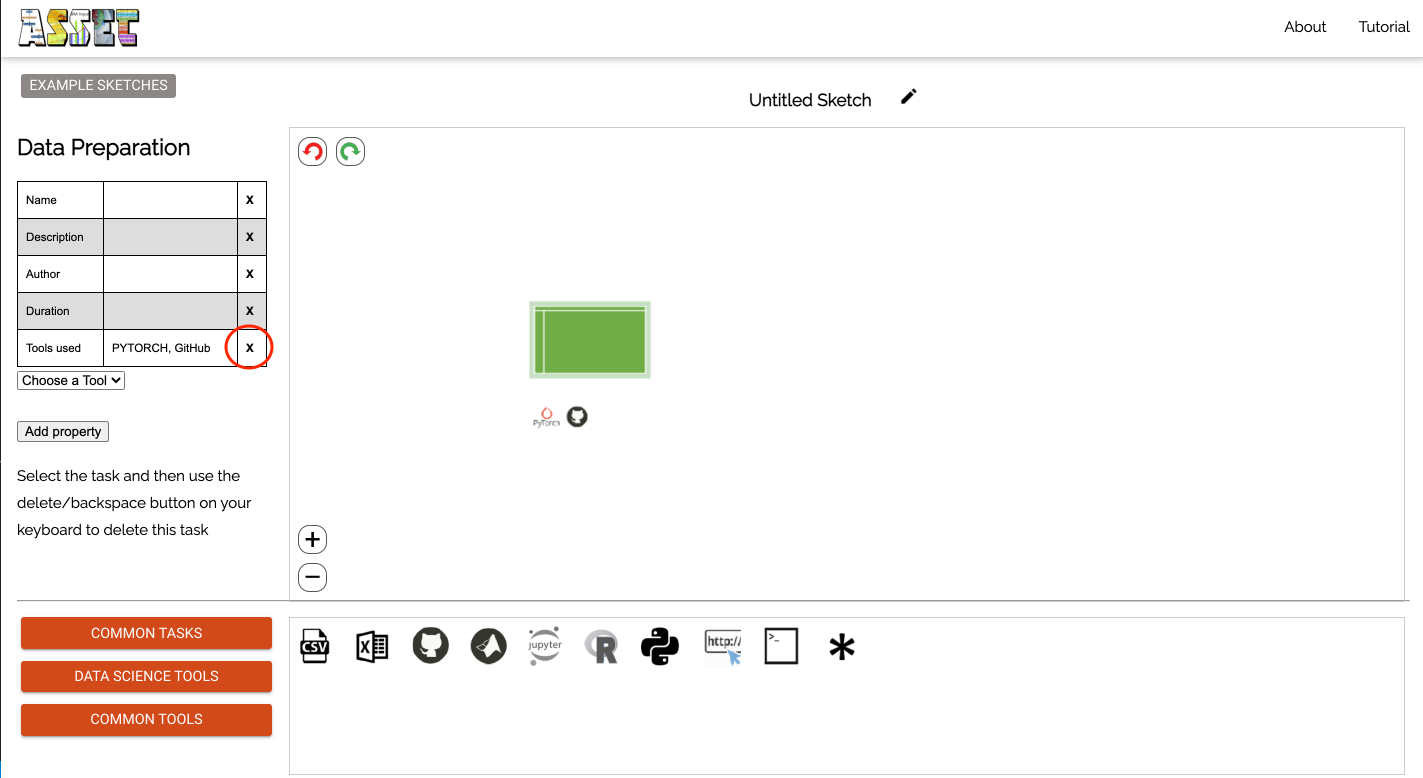 ASSET
About Tutorial
EXAMPLE SKETCHES
Untitled Sketch
Data Preparation
Name X
Description X
Author X
Duration X
Tools used PYTORCH, GitHub X
Choose a Tool
Add property
Select the task and then use the
delete/backspace button on your
keyboard to delete this task
PyTorch
COMMON TASKS
DATA SCIENCE TOOLS
COMMON TOOLS
CSV X jupyter R http:// >_ *